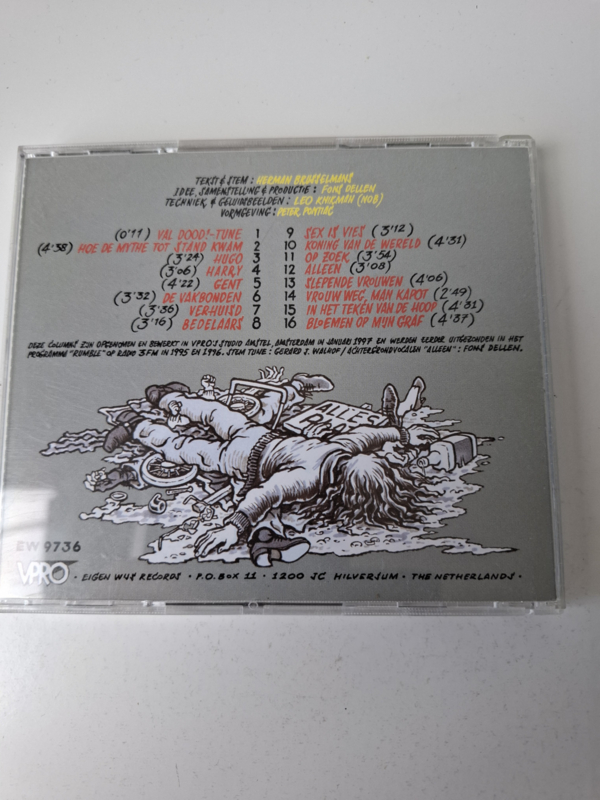 TEKST & STEM : HERMAN BRUSSELMANS
IDEE, SAMENSTELLING & PRODUCTIE : FONS DELLEN
TECHNIEK & GELUIDSBEELDEN : LEO KNIKMAN (NOB)
VORMGEVING : PETER PONTIAC
(0'11) VAL DOOD!-TUNE 1
(4'38) HOE DE MYTHE TOT STAND KWAM 2
(3'24) HUGO 3
(3'06) HARRY 4
(4'22) GENT 5
(3'32) DE VAKBONDEN 6
(3'36) VERHUISD 7
(3'16) BEDELAARS 8
9 SEX IS VIES (3'12)
10 KONING VAN DE WERELD (4'31)
11 OP ZOEK (3'54)
12 ALLEEN (3'08)
13 SLEPENDE VROUWEN (4'06)
14 VROUW WEG, MAN KAPOT (2'49)
15 IN HET TEKEN VAN DE HOOF (4'31)
16 BLOEMEN OP MIJN GRAF (4'37)
DEZE COLUMNS ZIJN OPGENOMEN EN BEWERKT IN VPRO'S STUDIO AMSTEL, AMSTERDAM IN JANUARI 1997 EN WERDEN EERDER UITGEZONDEN IN HET
PROGRAMMA "RUMBLE" OP RADIO 3FM IN 1995 EN 1996. STEM TUNE : GERARD J. WALHOF / ACHTERGRONDVOCALEN "ALLEEN" : FONS DELLEN.
ALLES
EW 9736
VPRO · EIGEN WIJS RECORDS · P.O. BOX 11 · 1200 JC HILVERSUM · THE NETHERLANDS ·